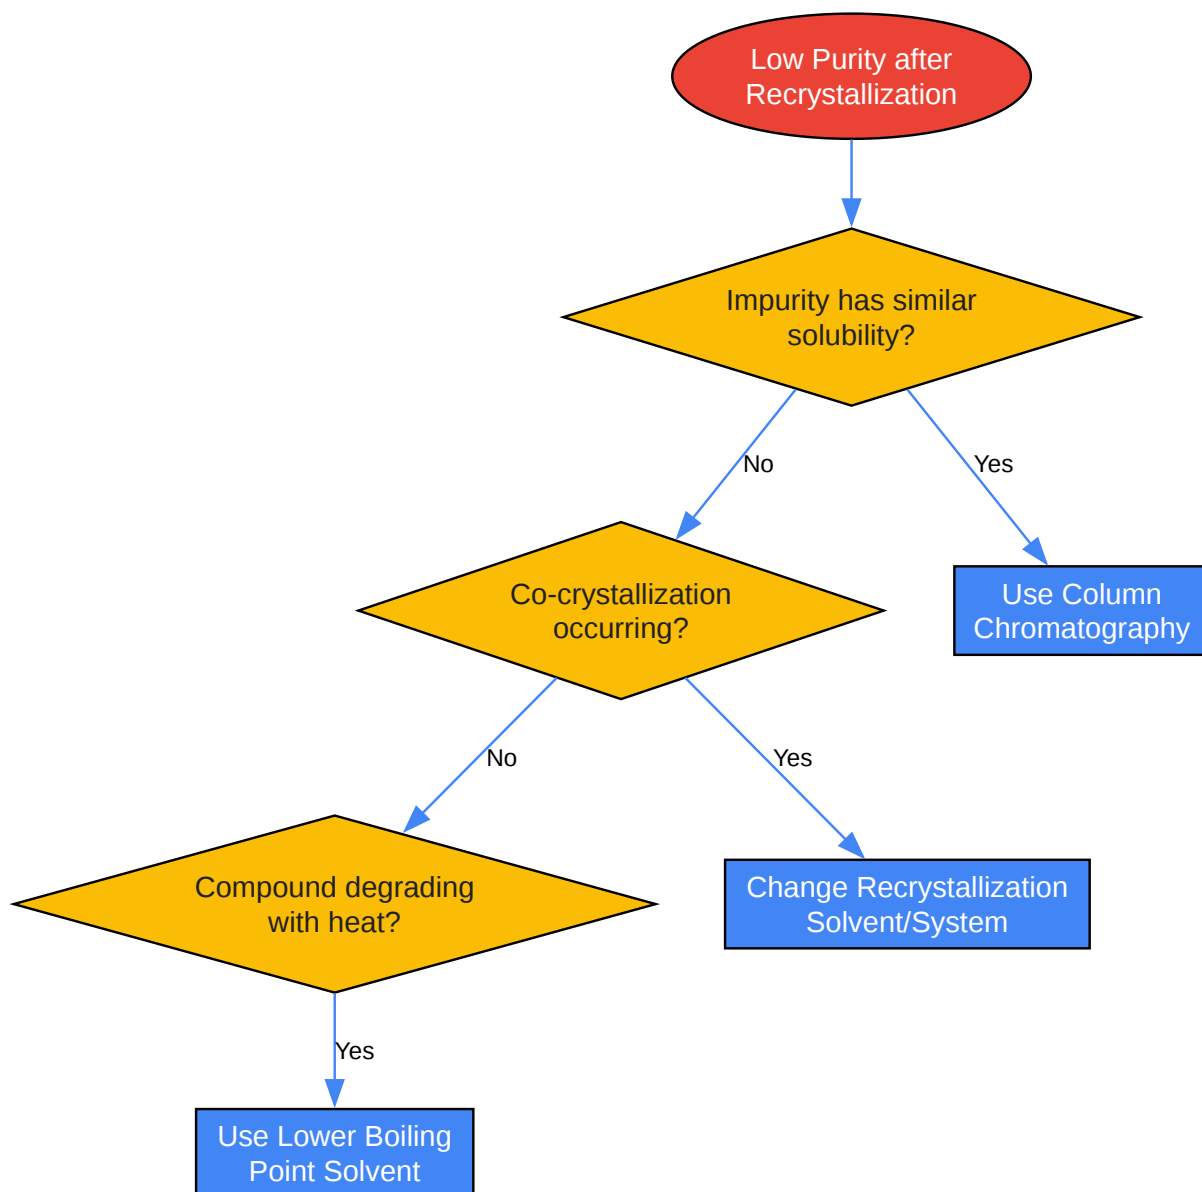 Low Purity after
Recrystallization
Impurity has similar
solubility?
No
Yes
Co-crystallization
occurring?
Use Column
Chromatography
No
Yes
Compound degrading
with heat?
Change Recrystallization
Solvent/System
Yes
Use Lower Boiling
Point Solvent